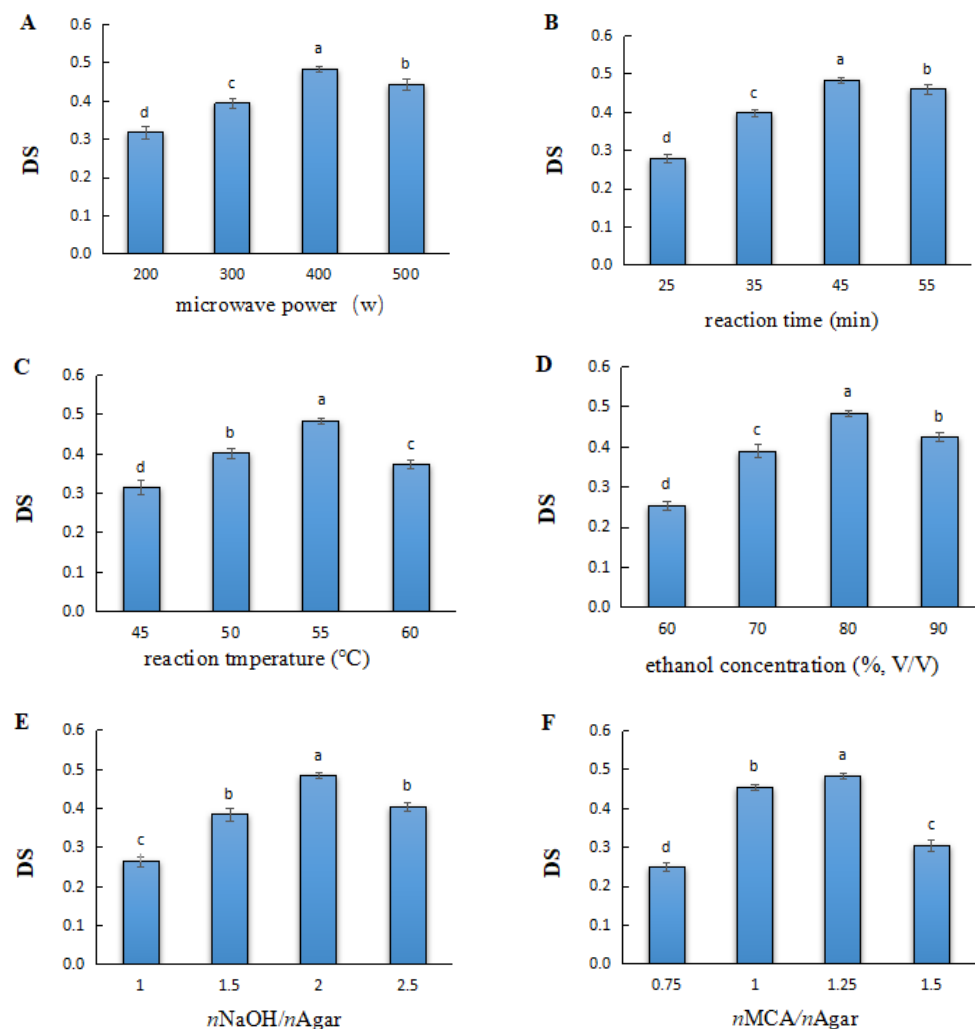 A
0.6
0.5
0.4
0.3
0.2
0.1
0.0
DS
d
c
a
b
200 300 400 500
microwave power (w)
B
0.6
0.5
0.4
0.3
0.2
0.1
0.0
DS
d
c
a
b
25 35 45 55
reaction time (min)
C
0.6
0.5
0.4
0.3
0.2
0.1
0.0
DS
d
b
a
c
45 50 55 60
reaction tmperature (°C)
D
0.6
0.5
0.4
0.3
0.2
0.1
0.0
DS
d
c
a
b
60 70 80 90
ethanol concentration (%, V/V)
E
0.6
0.5
0.4
0.3
0.2
0.1
0.0
DS
c
b
a
b
1 1.5 2 2.5
nNaOH/nAgar
F
0.6
0.5
0.4
0.3
0.2
0.1
0.0
DS
d
b
a
c
0.75 1 1.25 1.5
nMCA/nAgar